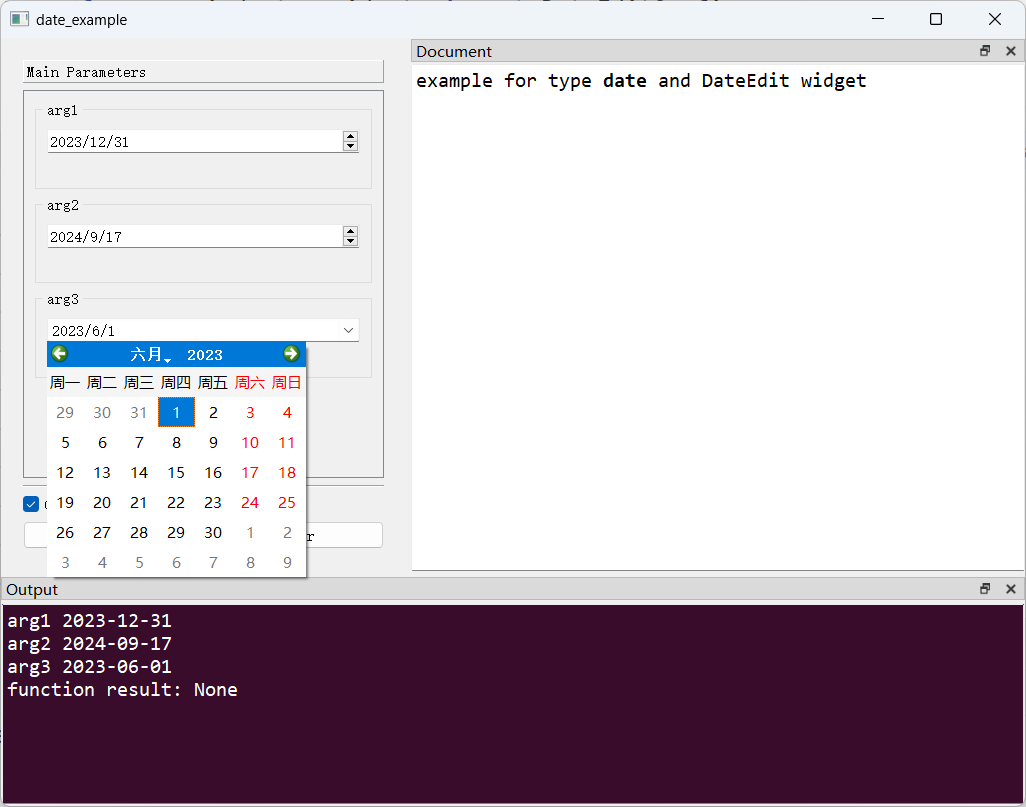 date_example
Main Parameters
arg1
2023/12/31
arg2
2024/9/17
arg3
2023/6/1
六月 2023
周一 周二 周三 周四 周五 周六 周日
29 30 31 1 2 3 4
5 6 7 8 9 10 11
12 13 14 15 16 17 18
19 20 21 22 23 24 25
26 27 28 29 30 1 2
3 4 5 6 7 8 9
Document
example for type date and DateEdit widget
Output
arg1 2023-12-31
arg2 2024-09-17
arg3 2023-06-01
function result: None